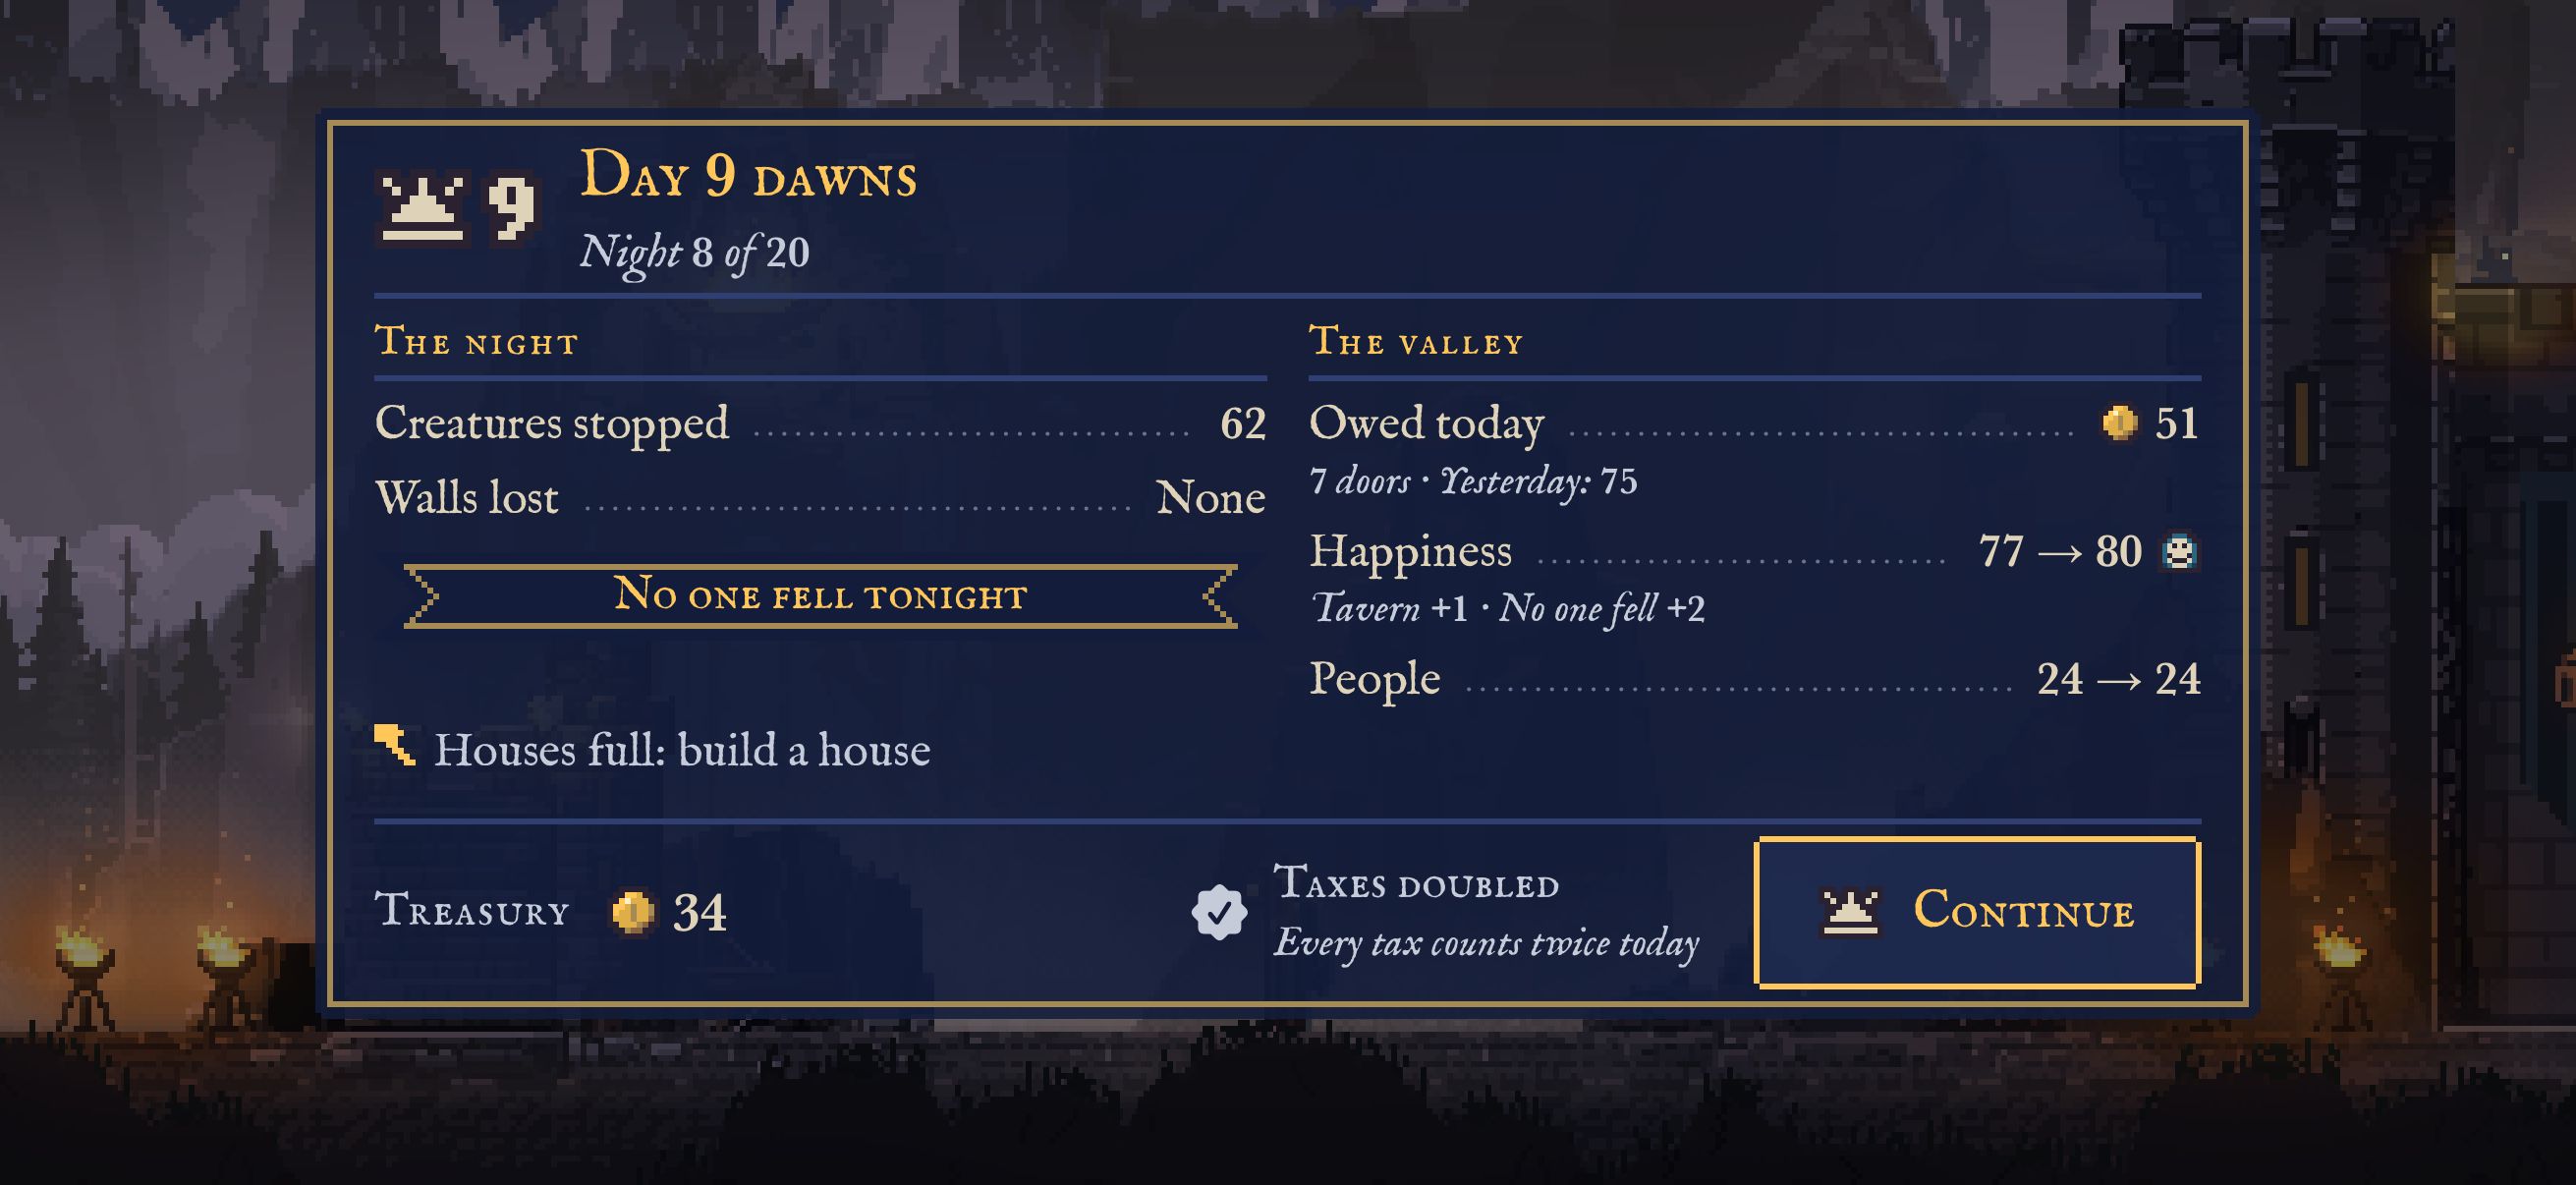 9
Day 9 dawns
Night 8 of 20
The night
Creatures stopped 62
Walls lost None
No one fell tonight
Houses full: build a house
The valley
Owed today 51
7 doors · Yesterday: 75
Happiness 77 → 80
Tavern +1 · No one fell +2
People 24 → 24
Treasury 34
Taxes doubled
Every tax counts twice today
Continue